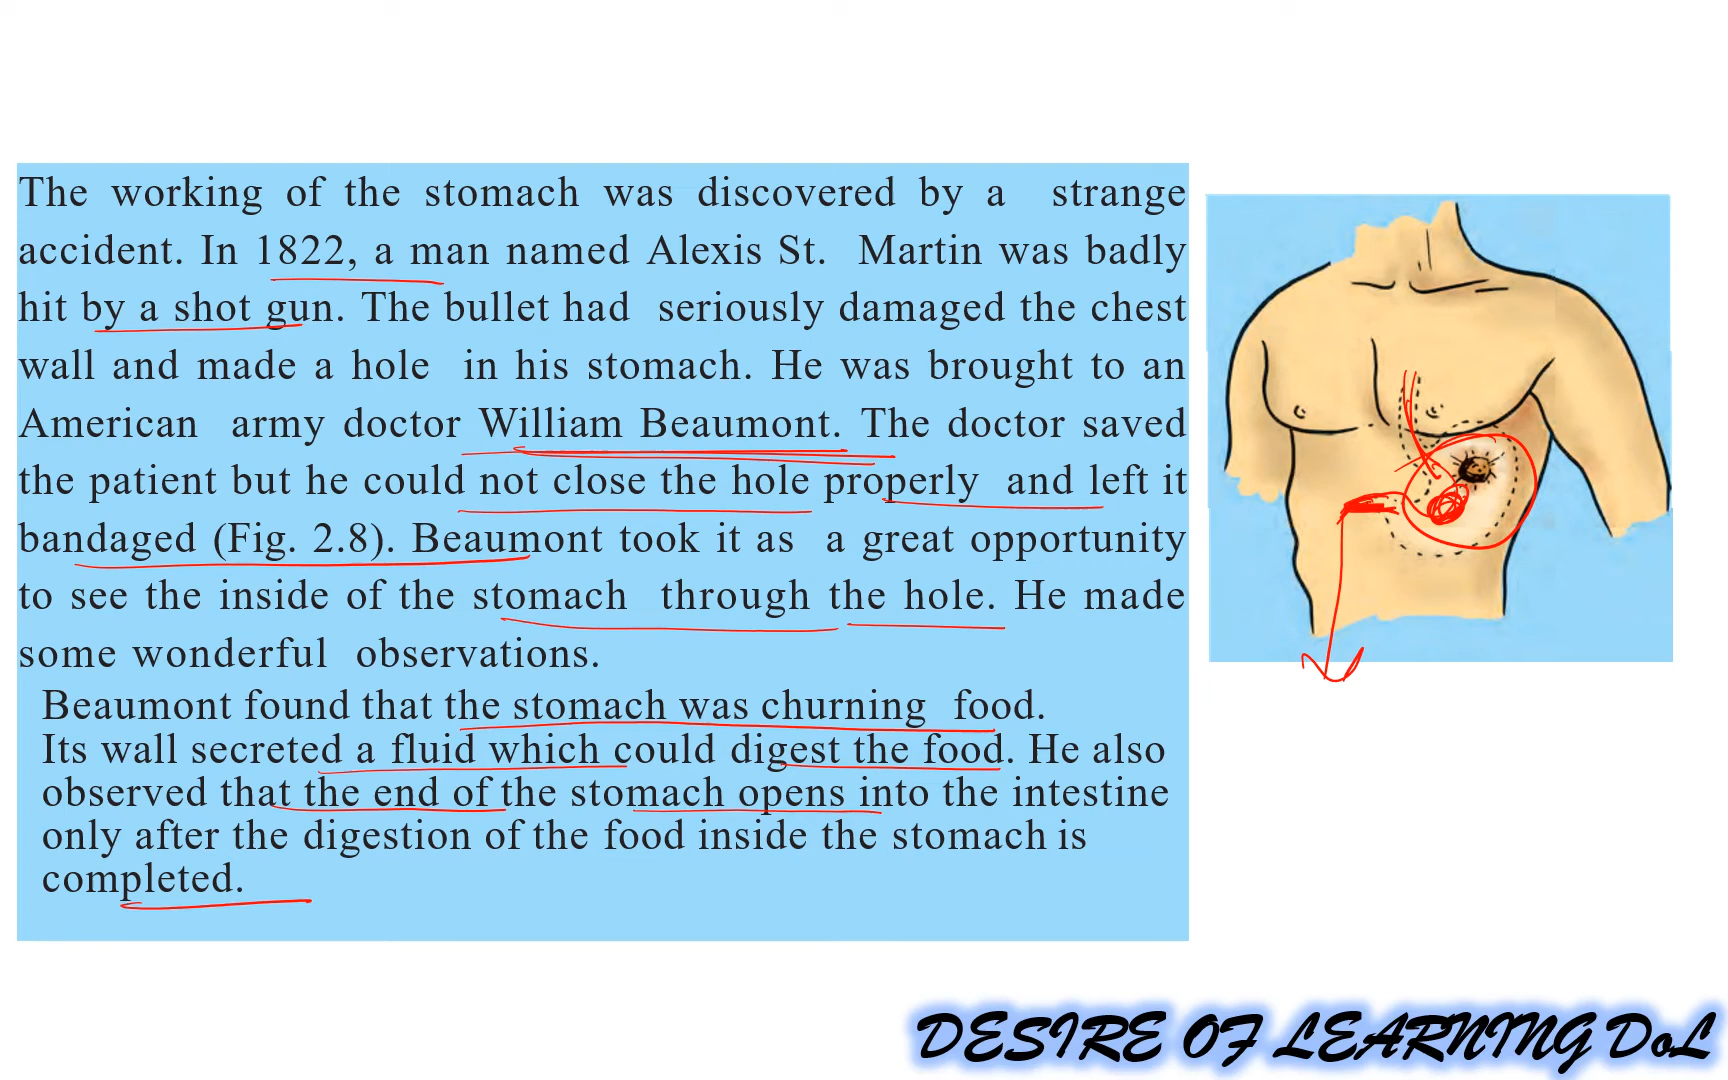 The working of the stomach was discovered by a strange
accident. In 1822, a man named Alexis St. Martin was badly
hit by a shot gun. The bullet had seriously damaged the chest
wall and made a hole in his stomach. He was brought to an
American army doctor William Beaumont. The doctor saved
the patient but he could not close the hole properly and left it
bandaged (Fig. 2.8). Beaumont took it as a great opportunity
to see the inside of the stomach through the hole. He made
some wonderful observations.
Beaumont found that the stomach was churning food.
Its wall secreted a fluid which could digest the food. He also
observed that the end of the stomach opens into the intestine
only after the digestion of the food inside the stomach is
completed.
DESIRE OF LEARNING DoL